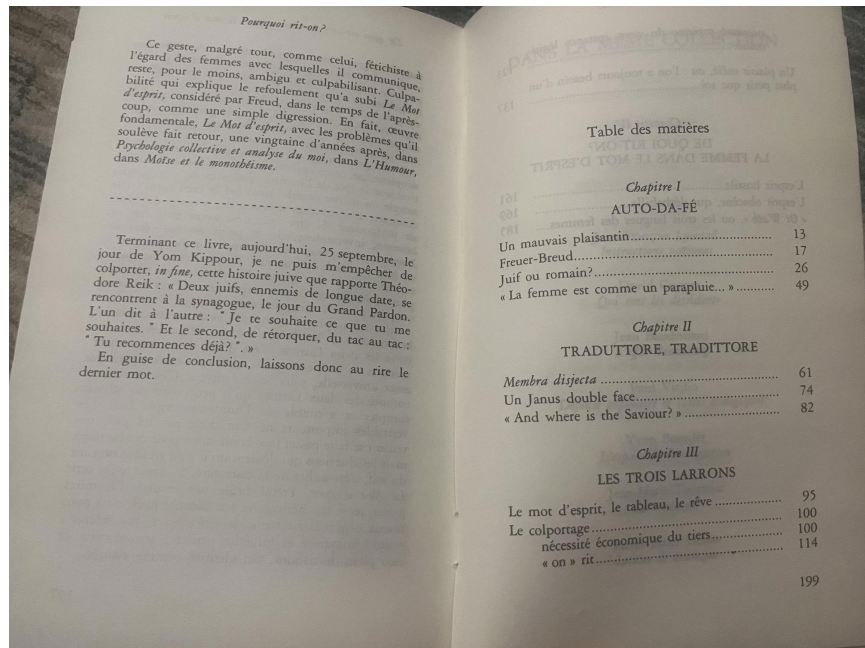 Pourquoi rit-on?
Ce geste, malgré tout, comme celui, fétichiste à
l'égard des femmes avec lesquelles il communique,
reste, pour le moins, ambigu et culpabilisant. Culpa-
bilité qui explique le refoulement qu'a subi Le Mot
d'esprit, considéré par Freud, dans le temps de l'après-
coup, comme une simple digression. En fait, œuvre
fondamentale, Le Mot d'esprit, avec les problèmes qu'il
soulève fait retour, une vingtaine d'années après, dans
Psychologie collective et analyse du moi, dans L'Humour,
dans Moïse et le monothéisme.
Terminant ce livre, aujourd'hui, 25 septembre, le
jour de Yom Kippour, je ne puis m'empêcher de
colporter, in fine, cette histoire juive que rapporte Théo-
dore Reik : « Deux juifs, ennemis de longue date, se
rencontrent à la synagogue, le jour du Grand Pardon.
L'un dit à l'autre : " Je te souhaite ce que tu me
souhaites. " Et le second, de rétorquer, du tac au tac :
" Tu recommences déjà? ". »
En guise de conclusion, laissons donc au rire le
dernier mot.
Table des matières
Chapitre I
AUTO-DA-FÉ
Un mauvais plaisantin 13
Freuer-Breud 17
Juif ou romain? 26
« La femme est comme un parapluie... » 49
Chapitre II
TRADUTTORE, TRADITTORE
Membra disjecta 61
Un Janus double face 74
« And where is the Saviour? » 82
Chapitre III
LES TROIS LARRONS
Le mot d'esprit, le tableau, le rêve 95
Le colportage 100
nécessité économique du tiers 100
« on » rit 114
199